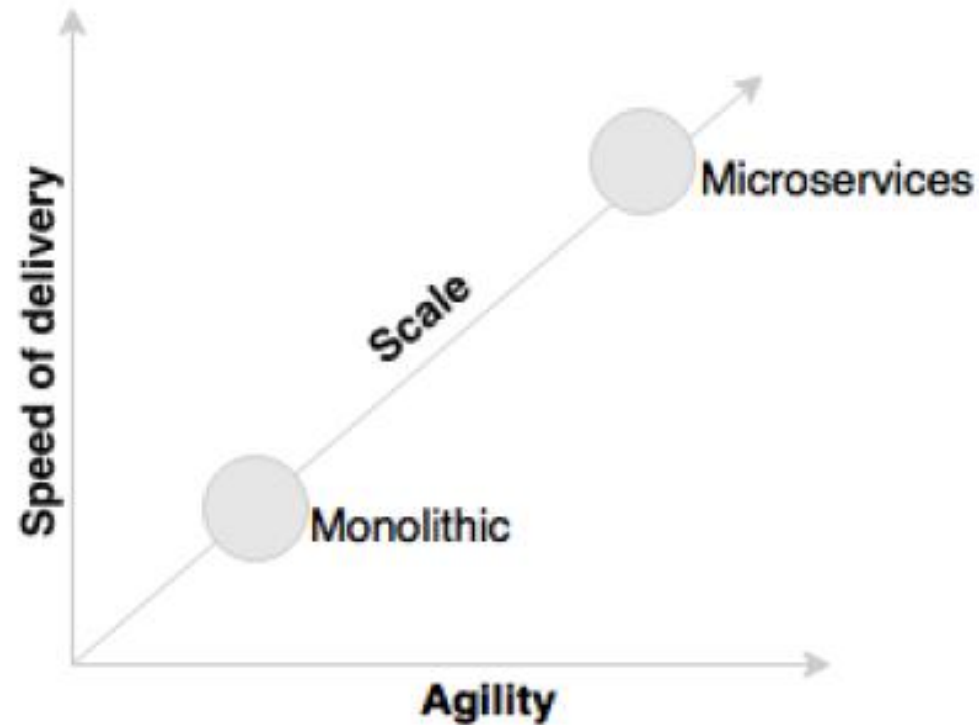 Speed of delivery
Microservices
Scale
Monolithic
Agility